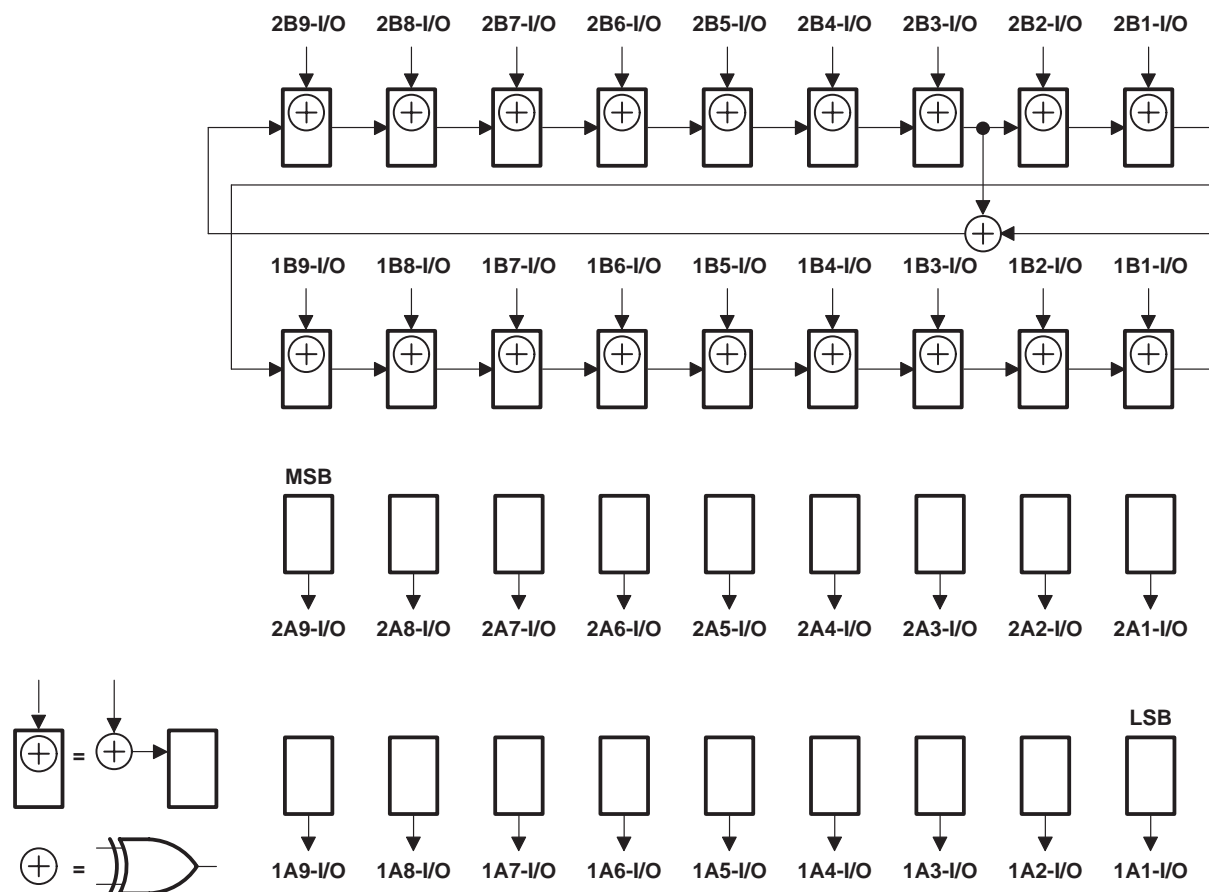 2B9-I/O 2B8-I/O 2B7-I/O 2B6-I/O 2B5-I/O 2B4-I/O 2B3-I/O 2B2-I/O 2B1-I/O
1B9-I/O 1B8-I/O 1B7-I/O 1B6-I/O 1B5-I/O 1B4-I/O 1B3-I/O 1B2-I/O 1B1-I/O
MSB
2A9-I/O 2A8-I/O 2A7-I/O 2A6-I/O 2A5-I/O 2A4-I/O 2A3-I/O 2A2-I/O 2A1-I/O
LSB
=
=
1A9-I/O 1A8-I/O 1A7-I/O 1A6-I/O 1A5-I/O 1A4-I/O 1A3-I/O 1A2-I/O 1A1-I/O